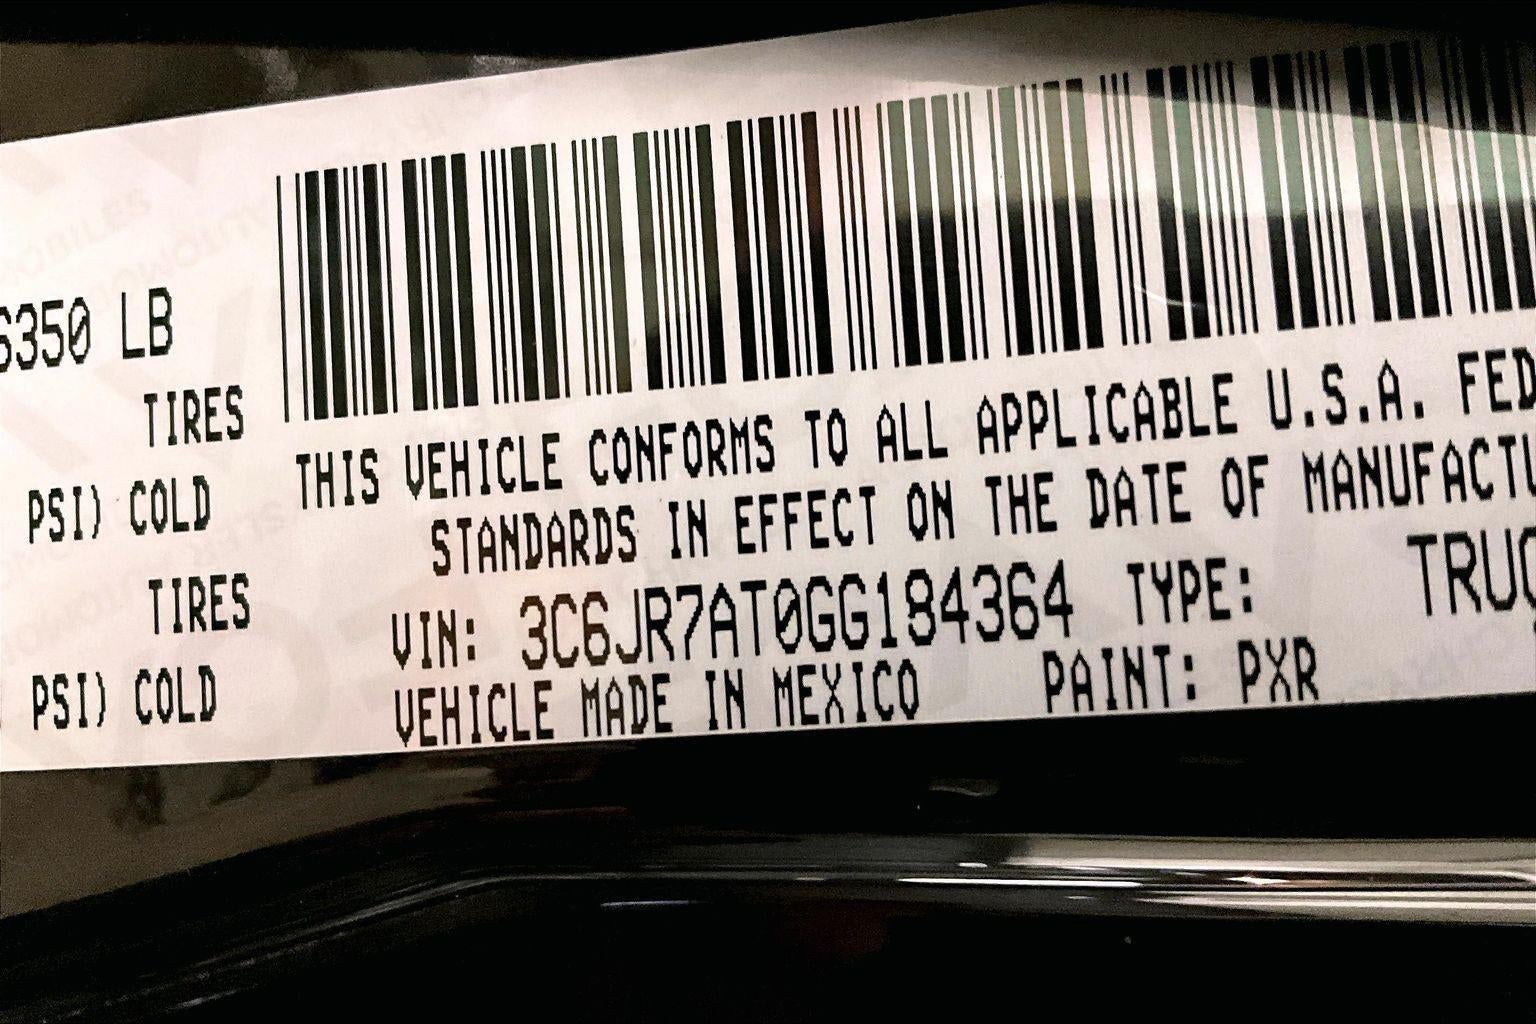 6350 LB
TIRES
PSI) COLD
TIRES
PSI) COLD
THIS VEHICLE CONFORMS TO ALL APPLICABLE U.S.A. FED
STANDARDS IN EFFECT ON THE DATE OF MANUFACTU
VIN: 3C6JR7AT0GG184364 TYPE: TRUC
VEHICLE MADE IN MEXICO PAINT: PXR